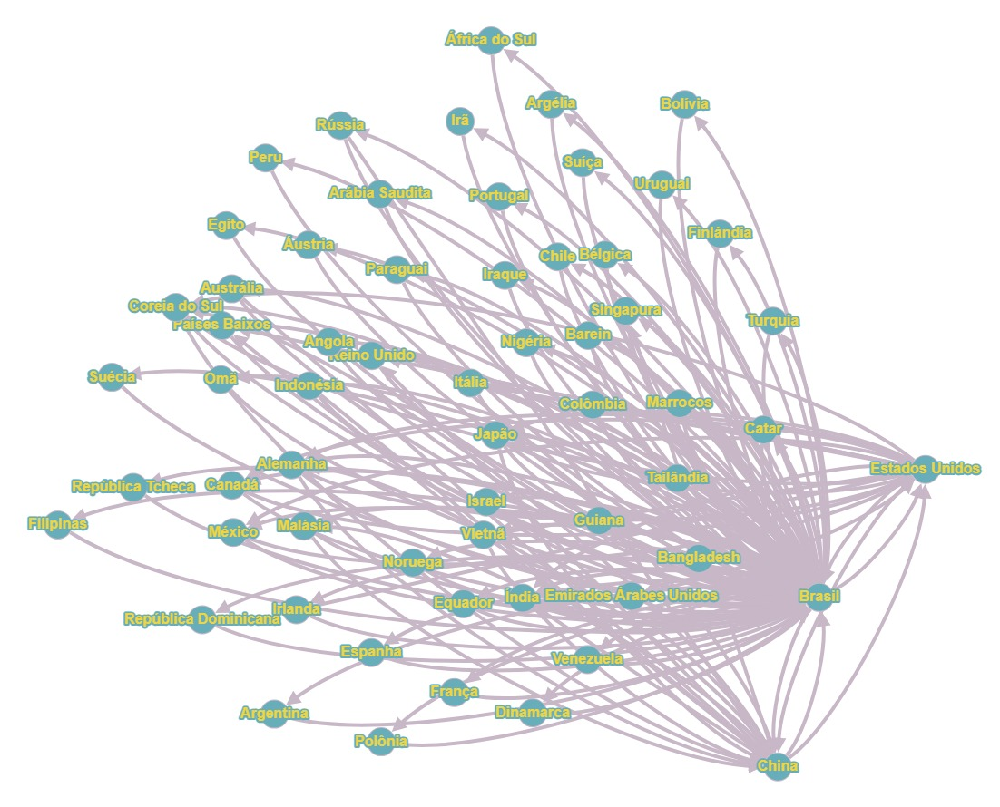 África do Sul
Argélia
Bolívia
Irã
Rússia
Peru
Suíça
Uruguai
Arábia Saudita
Portugal
Egito
Finlândia
Áustria
Chile
Bélgica
Paraguai
Iraque
Austrália
Coreia do Sul
Singapura
Países Baixos
Turquia
Barein
Angola
Nigéria
Reino Unido
Suécia
Omã
Indonésia
Itália
Colômbia
Marrocos
Catar
Japão
Alemanha
Estados Unidos
Tailândia
República Tcheca
Canadá
Israel
Filipinas
Malásia
Guiana
México
Vietnã
Bangladesh
Noruega
Emirados Árabes Unidos
Índia
Brasil
Equador
Irlanda
República Dominicana
Espanha
Venezuela
França
Dinamarca
Argentina
Polônia
China